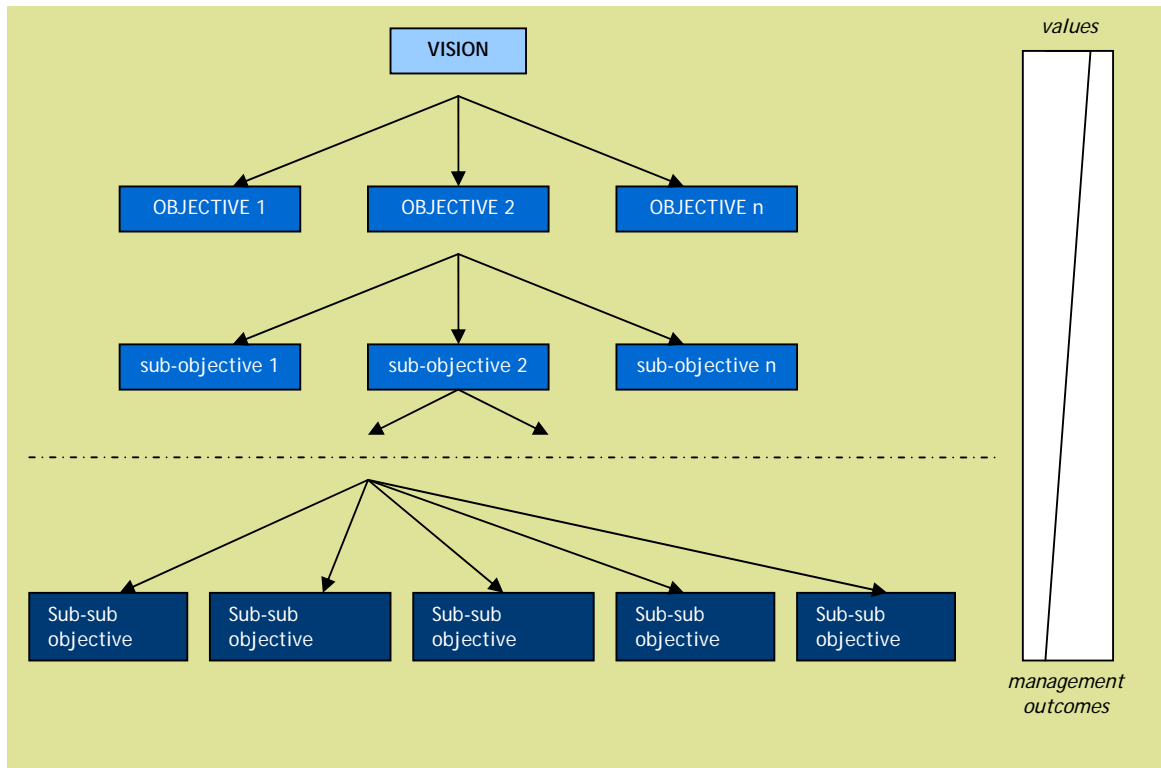 values
VISION
OBJECTIVE 1
OBJECTIVE 2
OBJECTIVE n
sub-objective 1
sub-objective 2
sub-objective n
Sub-sub
objective
Sub-sub
objective
Sub-sub
objective
Sub-sub
objective
Sub-sub
objective
management
outcomes